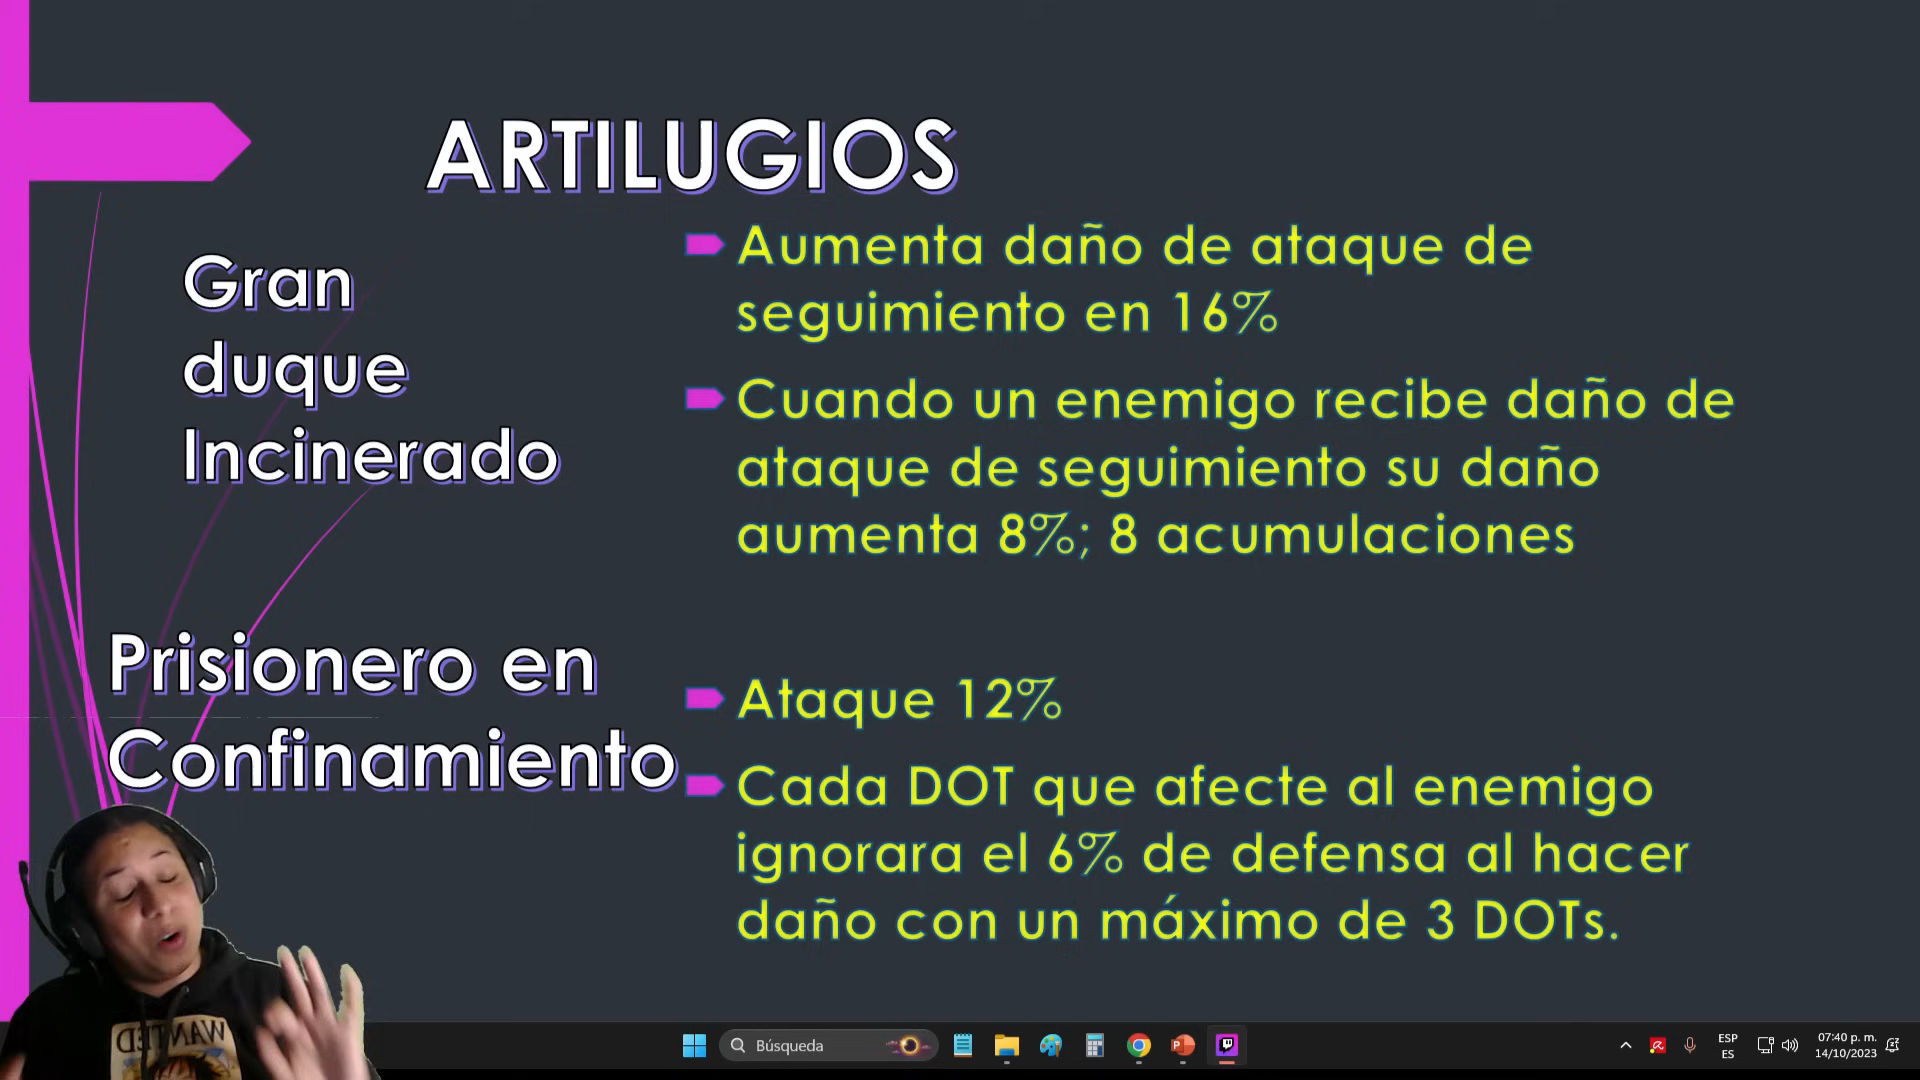 ARTILUGIOS
Gran
duque
Incinerado
Aumenta daño de ataque de
seguimiento en 16%
Cuando un enemigo recibe daño de
ataque de seguimiento su daño
aumenta 8%; 8 acumulaciones
Prisionero en
Confinamiento
Ataque 12%
Cada DOT que afecte al enemigo
ignorara el 6% de defensa al hacer
daño con un máximo de 3 DOTs.
WANTED
Búsqueda
ESP
ES
07:40 p. m.
14/10/2023